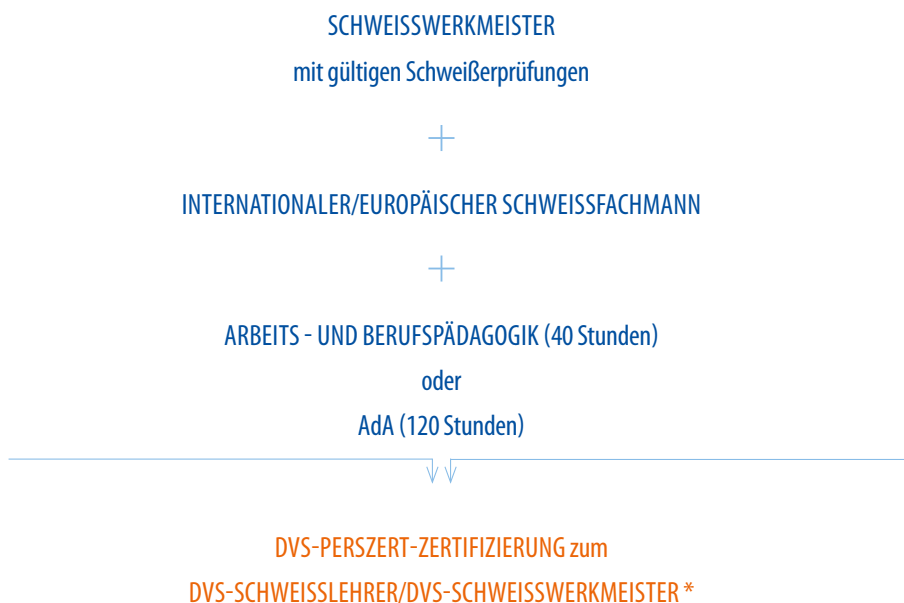 SCHWEISSWERKMEISTER
mit gültigen Schweißerprüfungen
+
INTERNATIONALER/EUROPÄISCHER SCHWEISSFACHMANN
+
ARBEITS - UND BERUFSPÄDAGOGIK (40 Stunden)
oder
AdA (120 Stunden)
DVS-PERSZERT-ZERTIFIZIERUNG zum
DVS-SCHWEISSLEHRER/DVS-SCHWEISSWERKMEISTER *